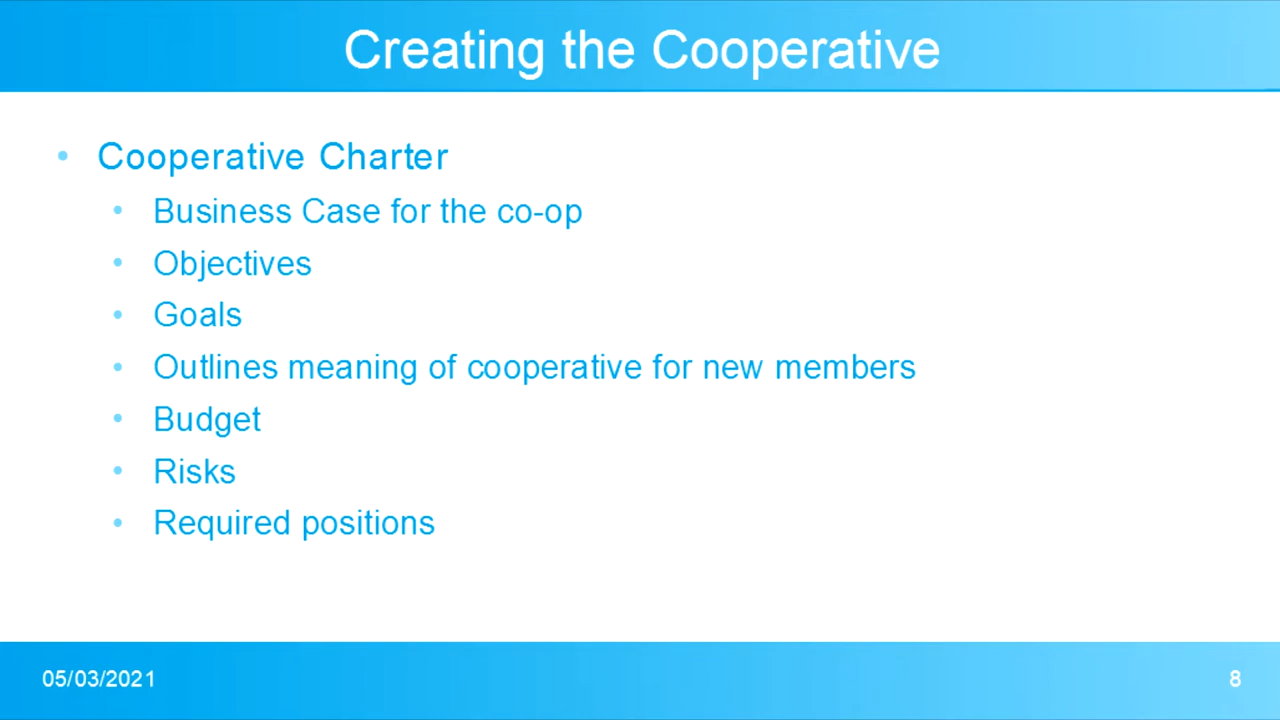 Creating the Cooperative
• Cooperative Charter
• Business Case for the co-op
• Objectives
• Goals
• Outlines meaning of cooperative for new members
• Budget
• Risks
• Required positions
05/03/2021
8